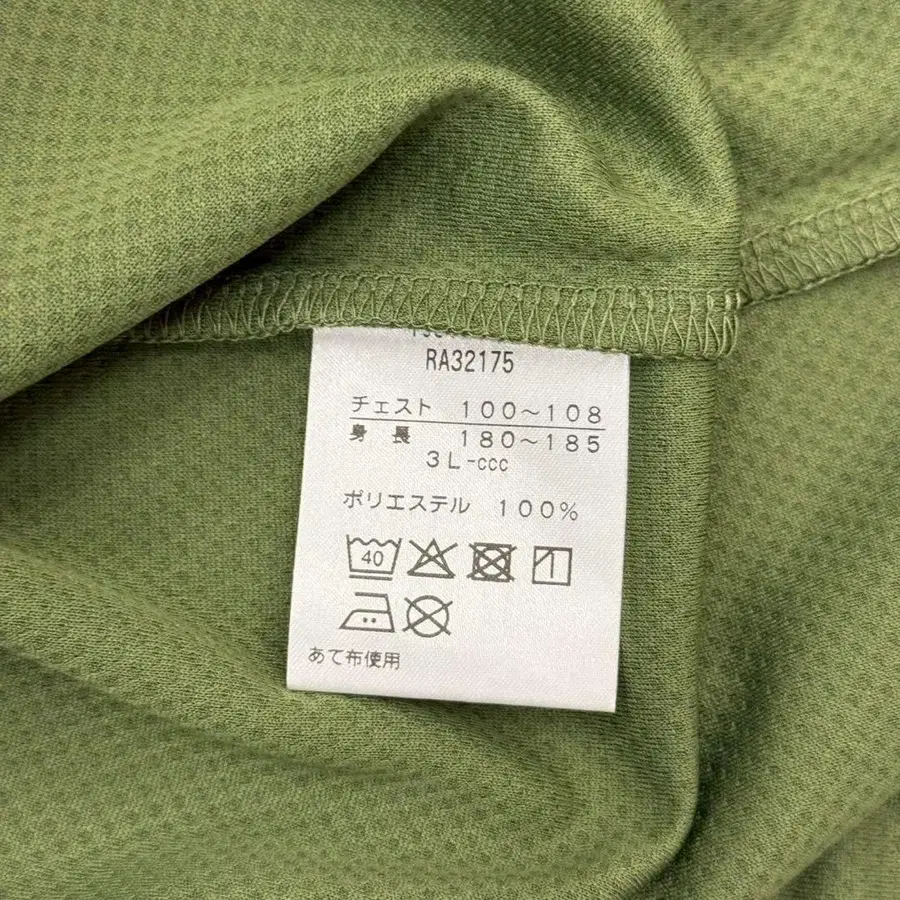 RA32175
チェスト 100～108
身長 180～185
3L-ccc
ポリエステル 100%
40
あて布使用